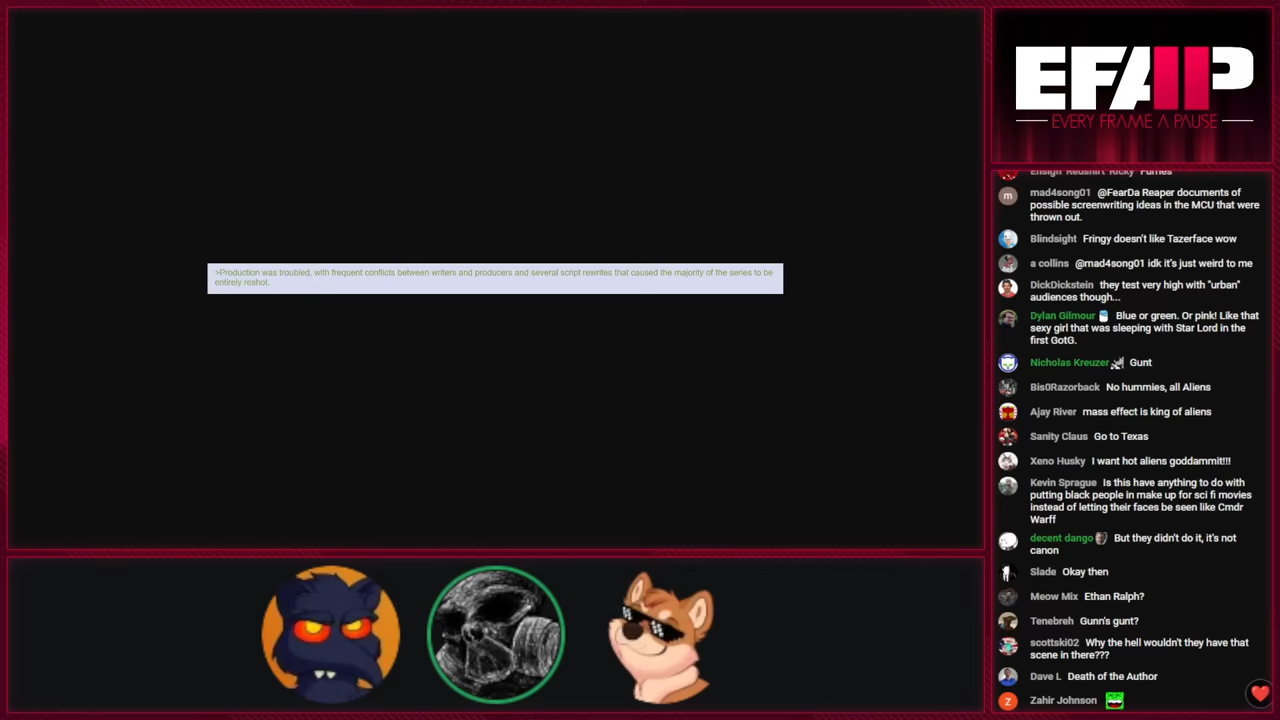 >Production was troubled, with frequent conflicts between writers and producers and several script rewrites that caused the majority of the series to be
entirely reshot.
EFAP
EVERY FRAME A PAUSE
Ensign Redshirt Ricky Furries
mad4song01 @FearDa Reaper documents of
possible screenwriting ideas in the MCU that were
thrown out.
Blindsight Fringy doesn't like Tazerface wow
a collins @mad4song01 idk it's just weird to me
DickDickstein they test very high with "urban"
audiences though...
Dylan Gilmour Blue or green. Or pink! Like that
sexy girl that was sleeping with Star Lord in the
first GotG.
Nicholas Kreuzer Gunt
Bis0Razorback No hummies, all Aliens
Ajay River mass effect is king of aliens
Sanity Claus Go to Texas
Xeno Husky I want hot aliens goddammit!!!
Kevin Sprague Is this have anything to do with
putting black people in make up for sci fi movies
instead of letting their faces be seen like Cmdr
Warff
decent dango But they didn't do it, it's not
canon
Slade Okay then
Meow Mix Ethan Ralph?
Tenebreh Gunn's gunt?
scottski02 Why the hell wouldn't they have that
scene in there???
Dave L Death of the Author
Zahir Johnson